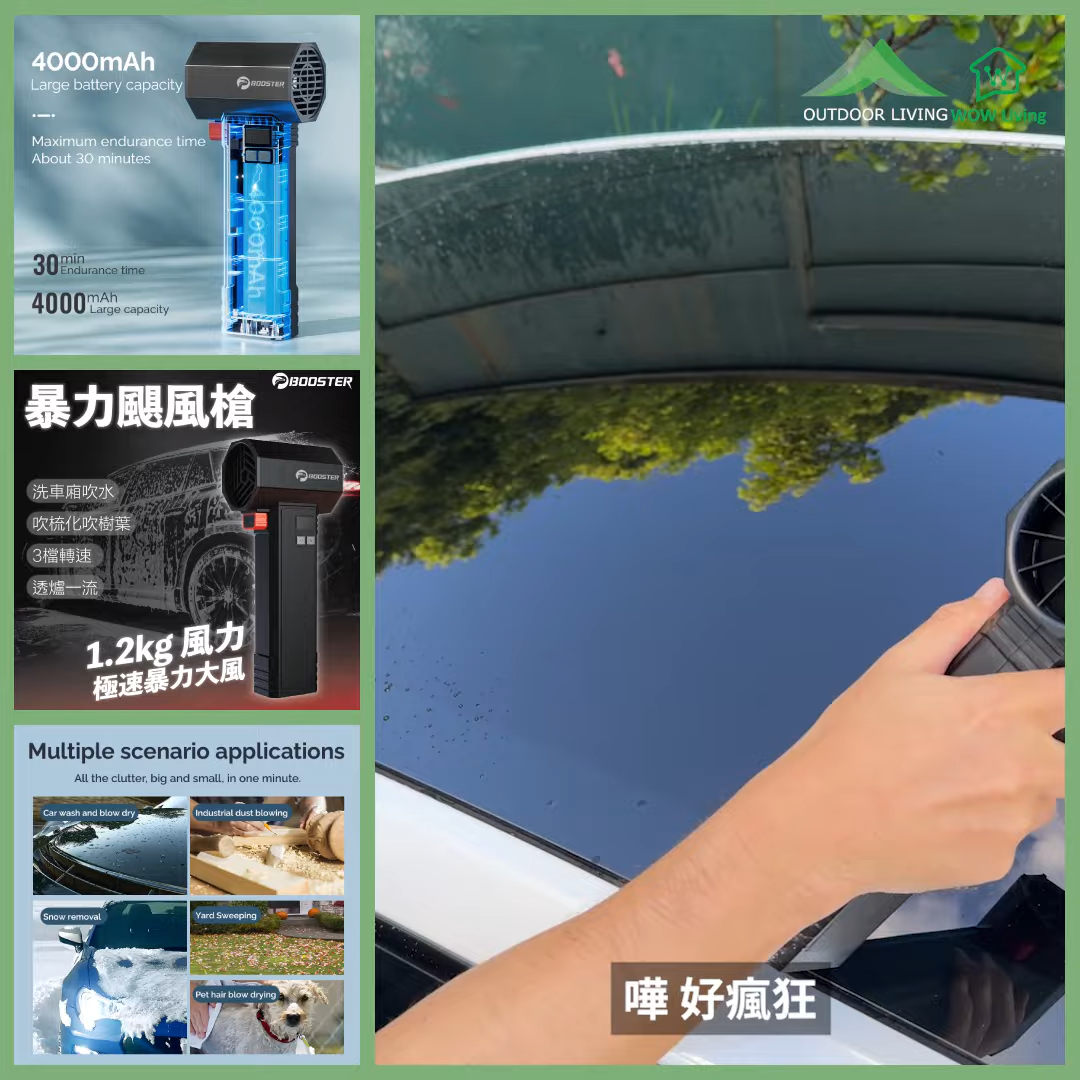 4000mAh
Large battery capacity
Maximum endurance time
About 30 minutes
30 min
Endurance time
4000 mAh
Large capacity
BOOSTER
4000mAh
BOOSTER
暴力颶風槍
洗車廂吹水
吹梳化吹樹葉
3檔轉速
透爐一流
BOOSTER
1.2kg 風力
極速暴力大風
Multiple scenario applications
All the clutter, big and small, in one minute.
Car wash and blow dry
Industrial dust blowing
Snow removal
Yard Sweeping
Pet hair blow drying
OUTDOOR LIVING
W
WOW Living
嘩 好瘋狂